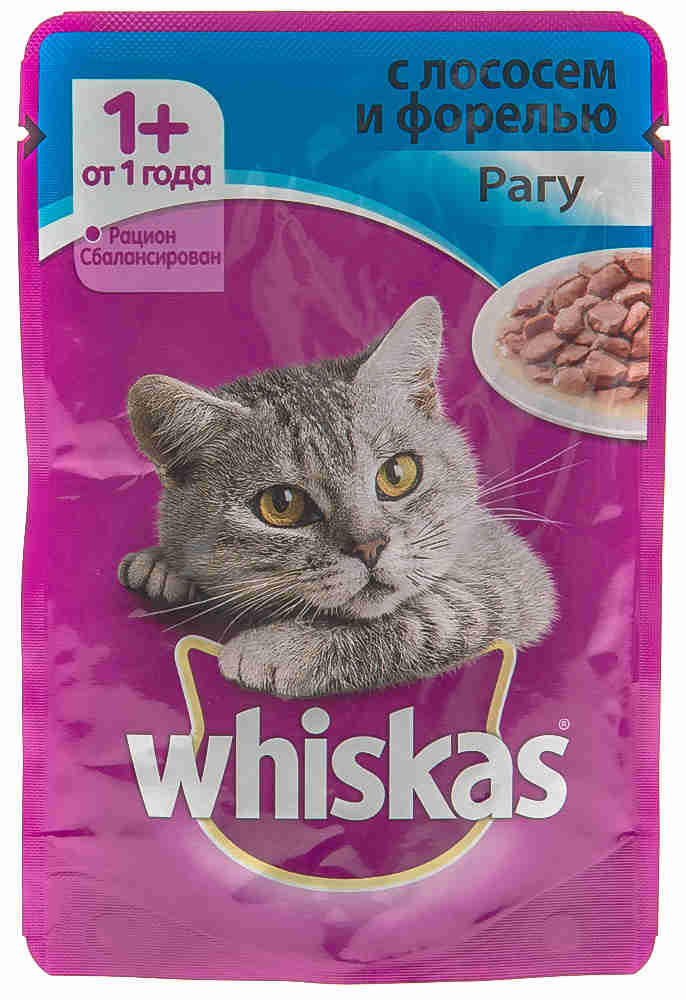 с лососем
и форелью
Рагу
1+
от 1 года
Рацион
Сбалансирован
whiskas®